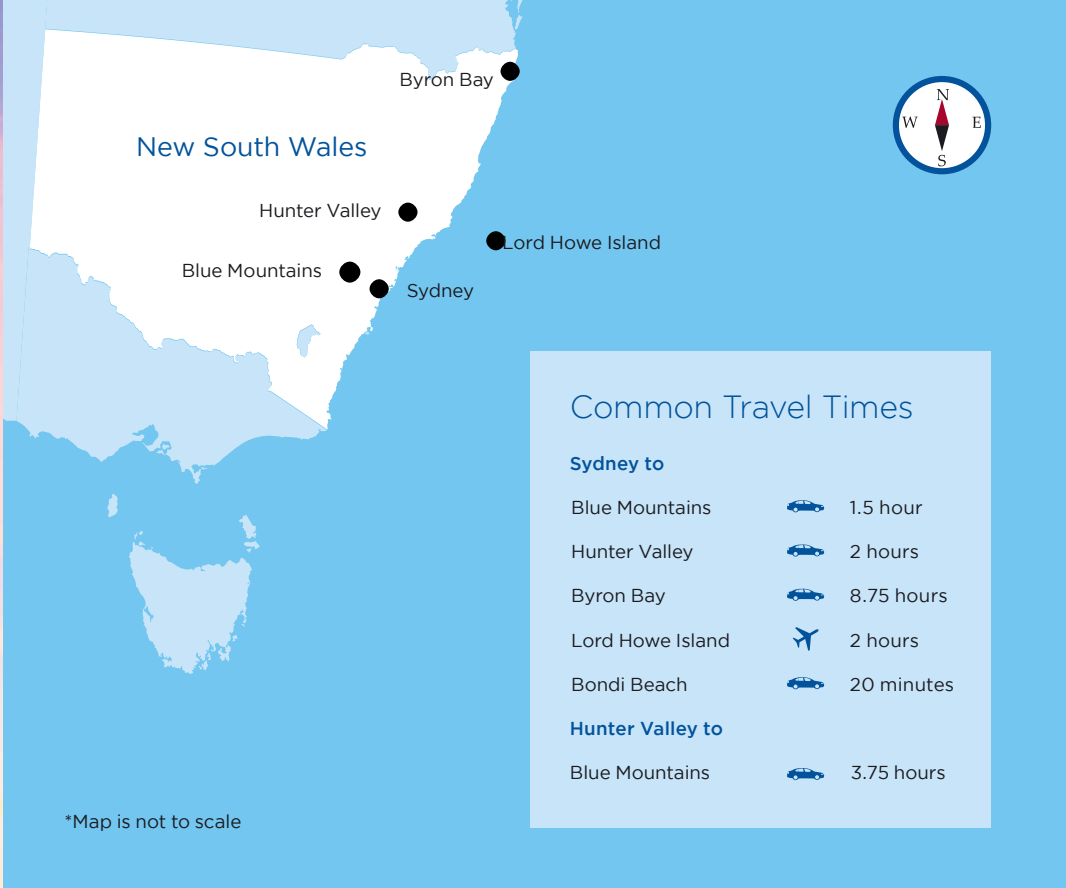 Byron Bay
N
W E
S
New South Wales
Hunter Valley
Lord Howe Island
Blue Mountains
Sydney
Common Travel Times
Sydney to
Blue Mountains 1.5 hour
Hunter Valley 2 hours
Byron Bay 8.75 hours
Lord Howe Island 2 hours
Bondi Beach 20 minutes
Hunter Valley to
Blue Mountains 3.75 hours
*Map is not to scale